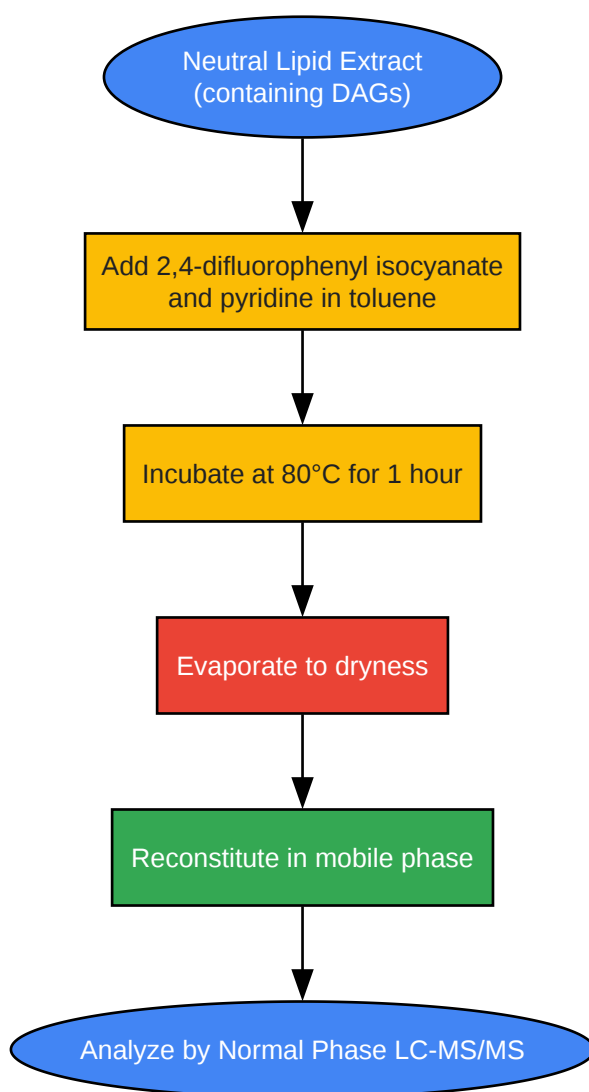 Neutral Lipid Extract
(containing DAGs)
Add 2,4-difluorophenyl isocyanate
and pyridine in toluene
Incubate at 80°C for 1 hour
Evaporate to dryness
Reconstitute in mobile phase
Analyze by Normal Phase LC-MS/MS